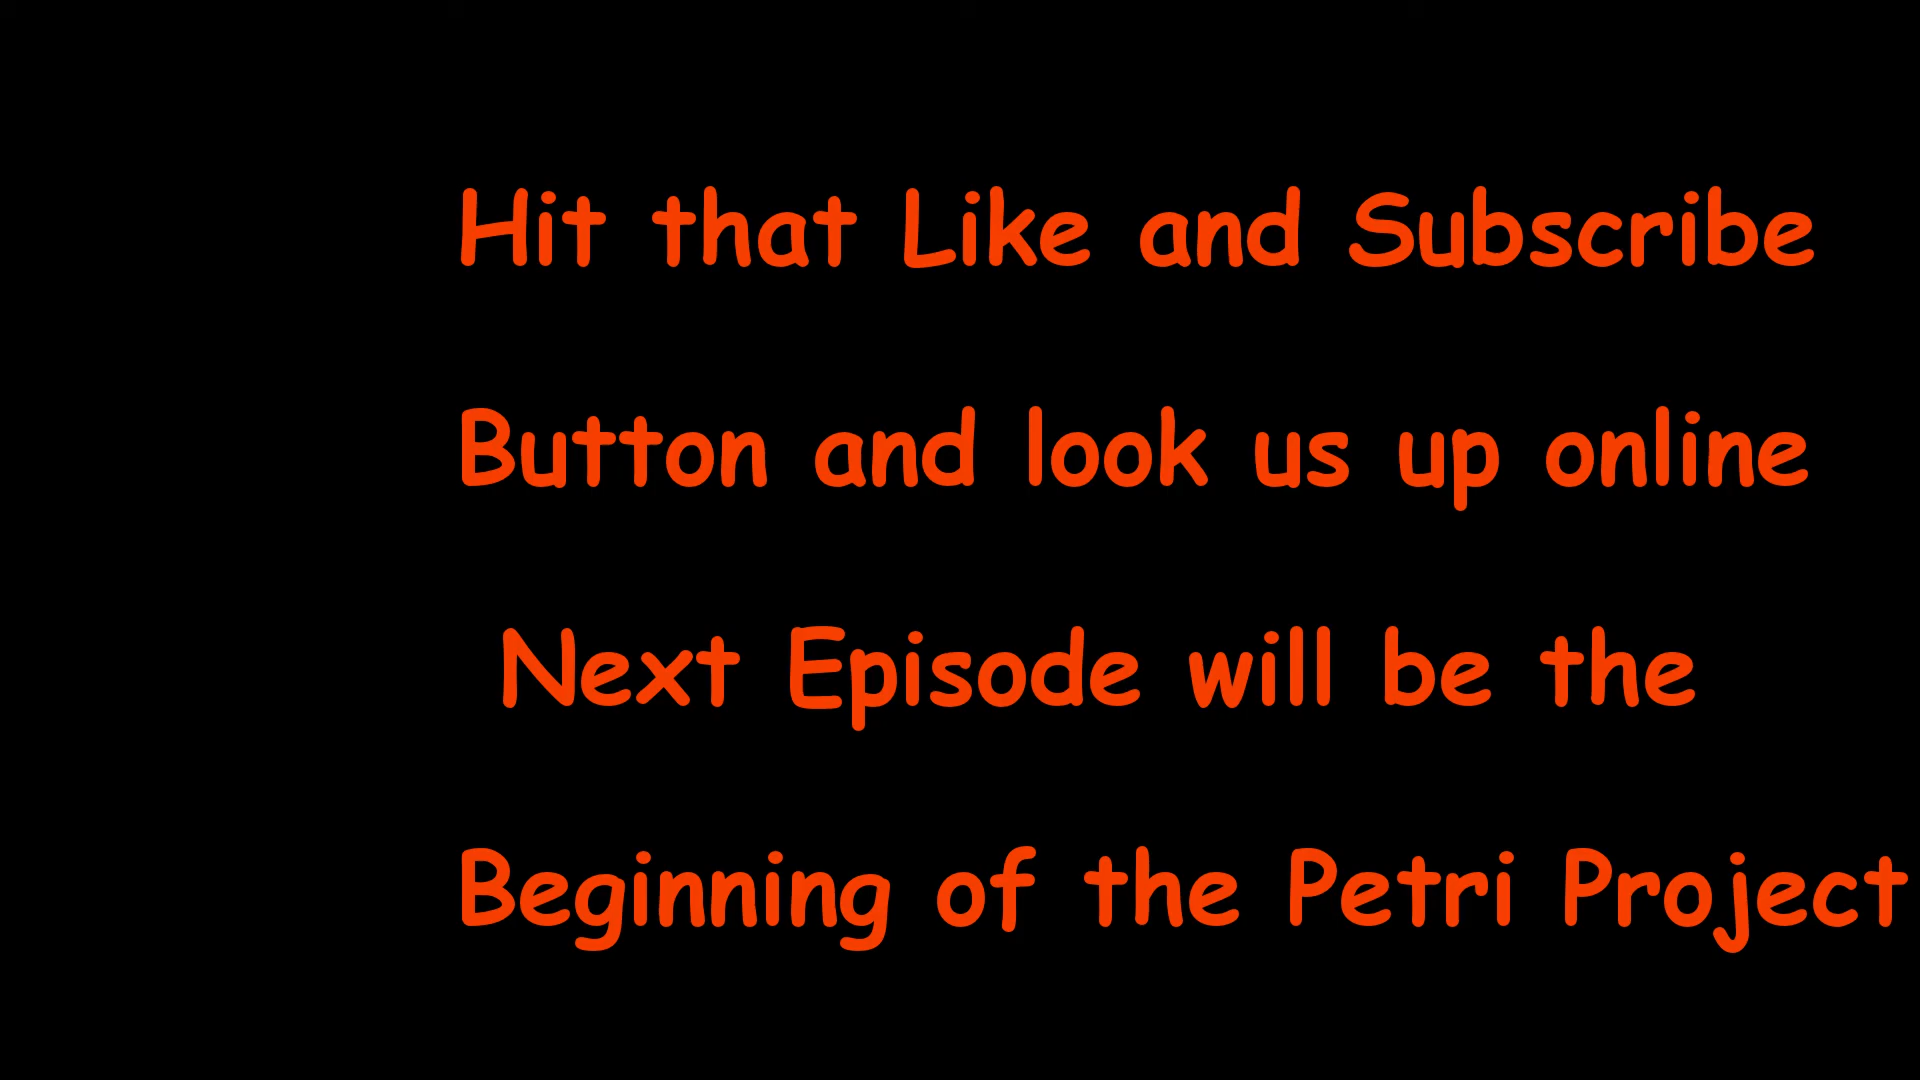 Hit that Like and Subscribe
Button and look us up online
Next Episode will be the
Beginning of the Petri Project